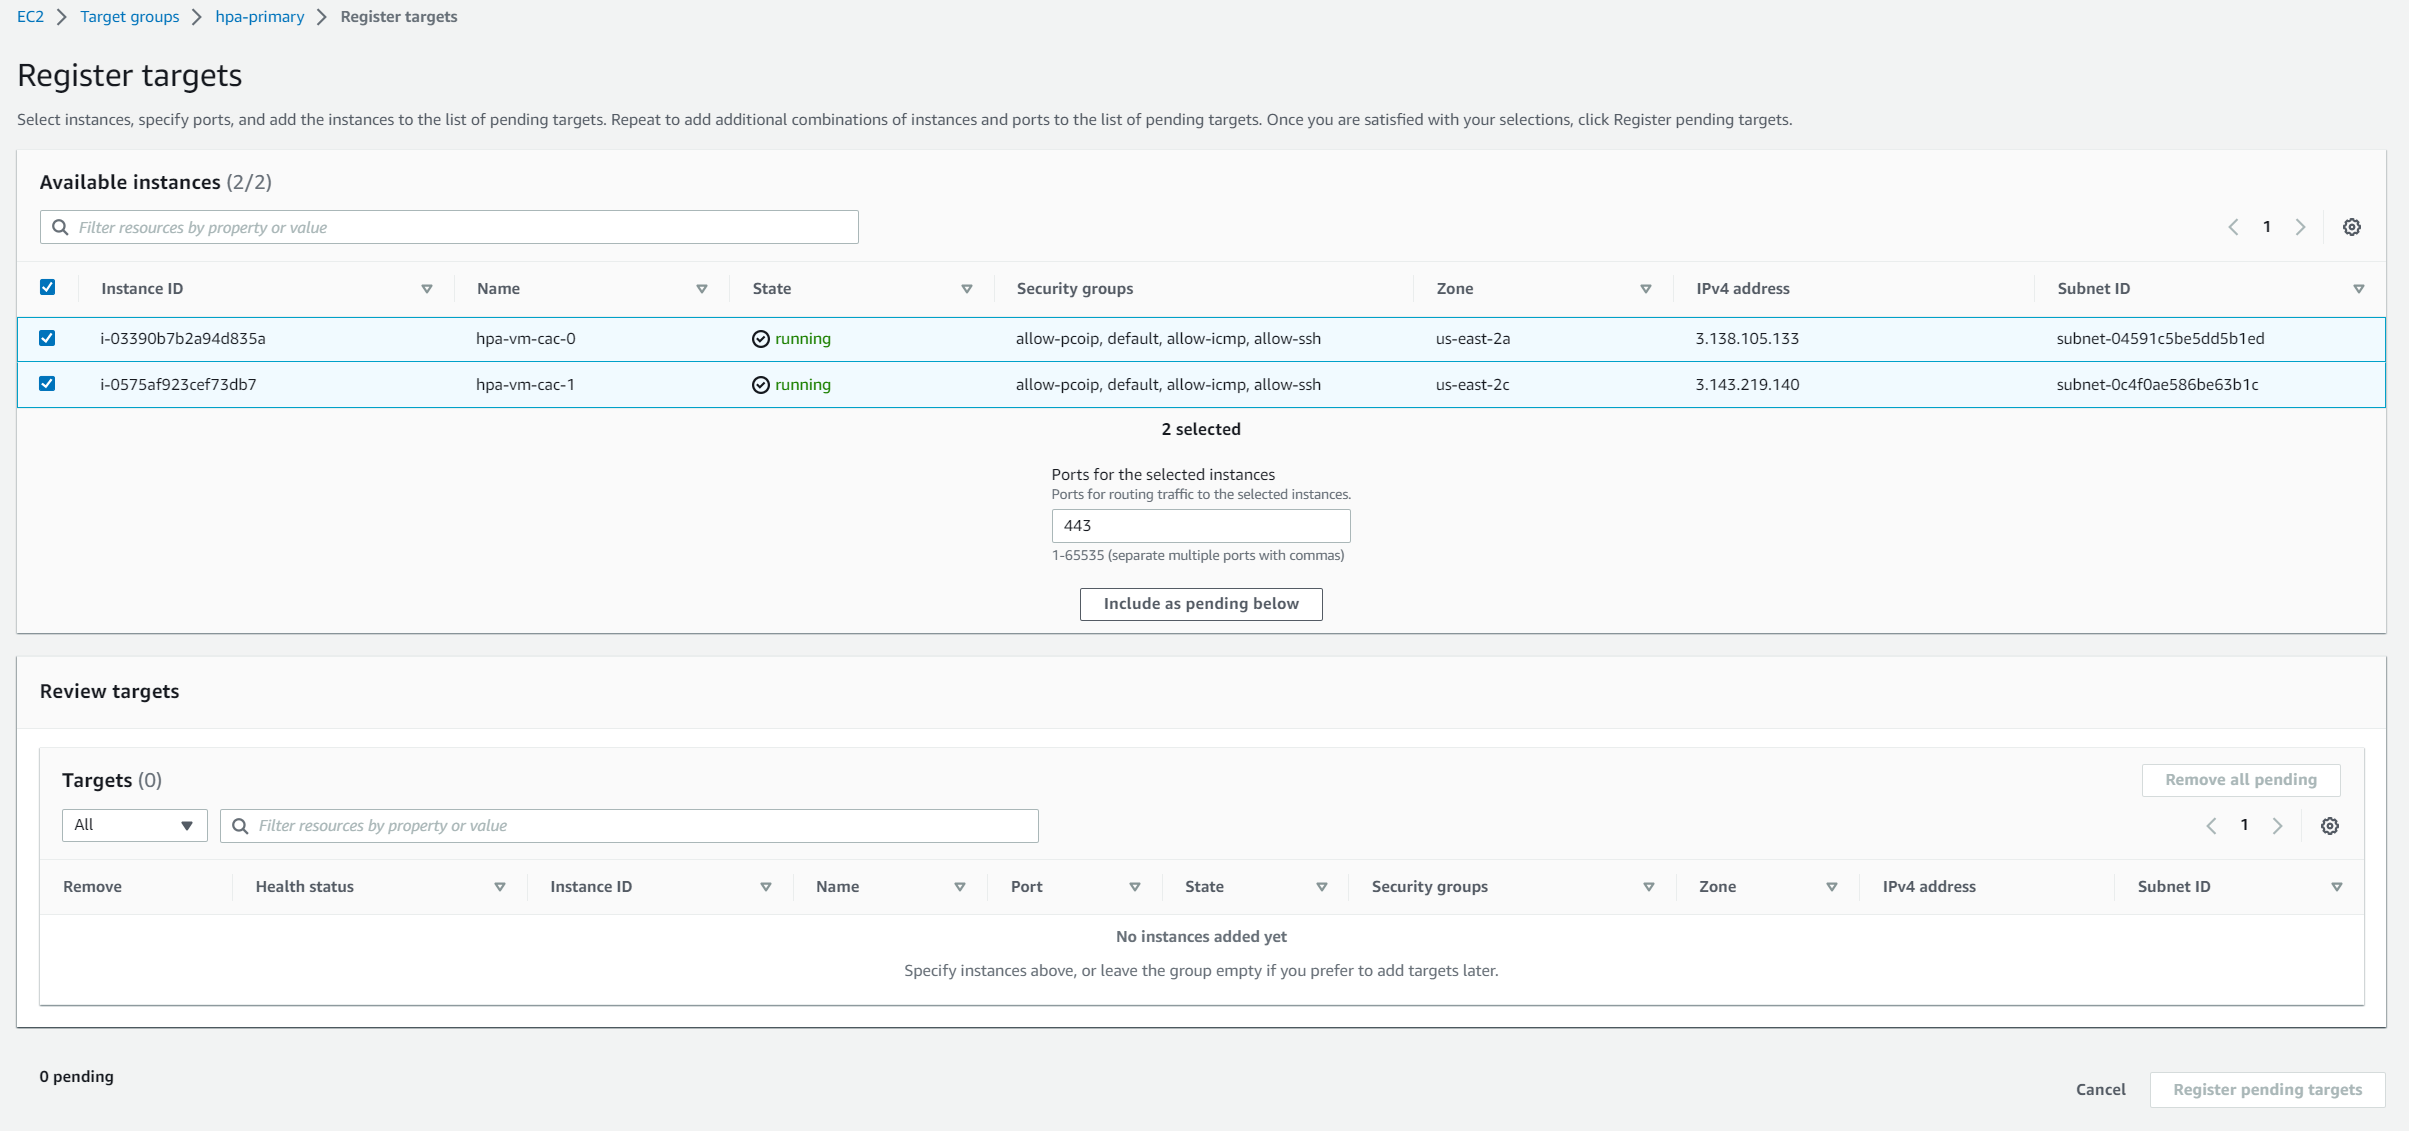 EC2 > Target groups > hpa-primary > Register targets
Register targets
Select instances, specify ports, and add the instances to the list of pending targets. Repeat to add additional combinations of instances and ports to the list of pending targets. Once you are satisfied with your selections, click Register pending targets.
Available instances (2/2)
Filter resources by property or value
1
Instance ID Name State Security groups Zone IPv4 address Subnet ID
i-03390b7b2a94d835a hpa-vm-cac-0 running allow-pcoip, default, allow-icmp, allow-ssh us-east-2a 3.138.105.133 subnet-04591c5be5dd5b1ed
i-0575af923cef73db7 hpa-vm-cac-1 running allow-pcoip, default, allow-icmp, allow-ssh us-east-2c 3.143.219.140 subnet-0c4f0ae586be63b1c
2 selected
Ports for the selected instances
Ports for routing traffic to the selected instances.
443
1-65535 (separate multiple ports with commas)
Include as pending below
Review targets
Targets (0)
Remove all pending
All Filter resources by property or value 1
Remove Health status Instance ID Name Port State Security groups Zone IPv4 address Subnet ID
No instances added yet
Specify instances above, or leave the group empty if you prefer to add targets later.
0 pending
Cancel Register pending targets